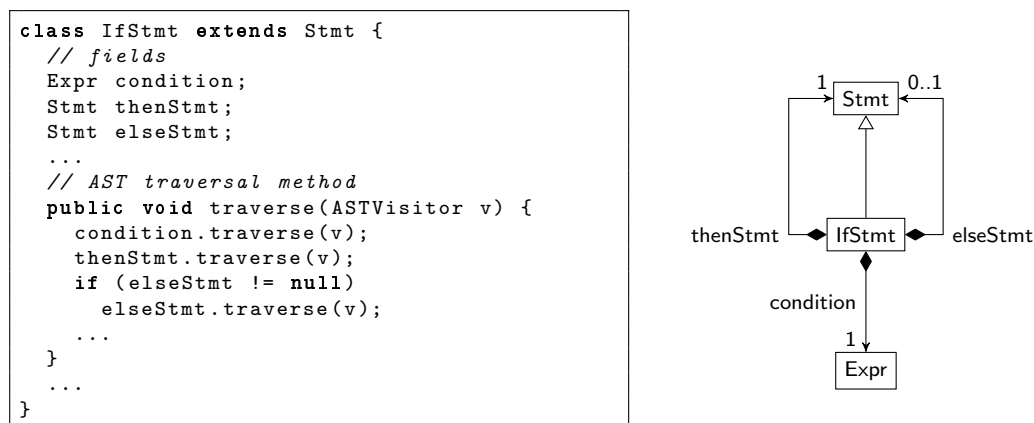 class IfStmt extends Stmt {
// fields
Expr condition;
Stmt thenStmt;
Stmt elseStmt;
...
// AST traversal method
public void traverse(ASTVisitor v) {
condition.traverse(v);
thenStmt.traverse(v);
if (elseStmt != null)
elseStmt.traverse(v);
...
}
...
}
1
0..1
Stmt
thenStmt
IfStmt
elseStmt
condition
1
Expr